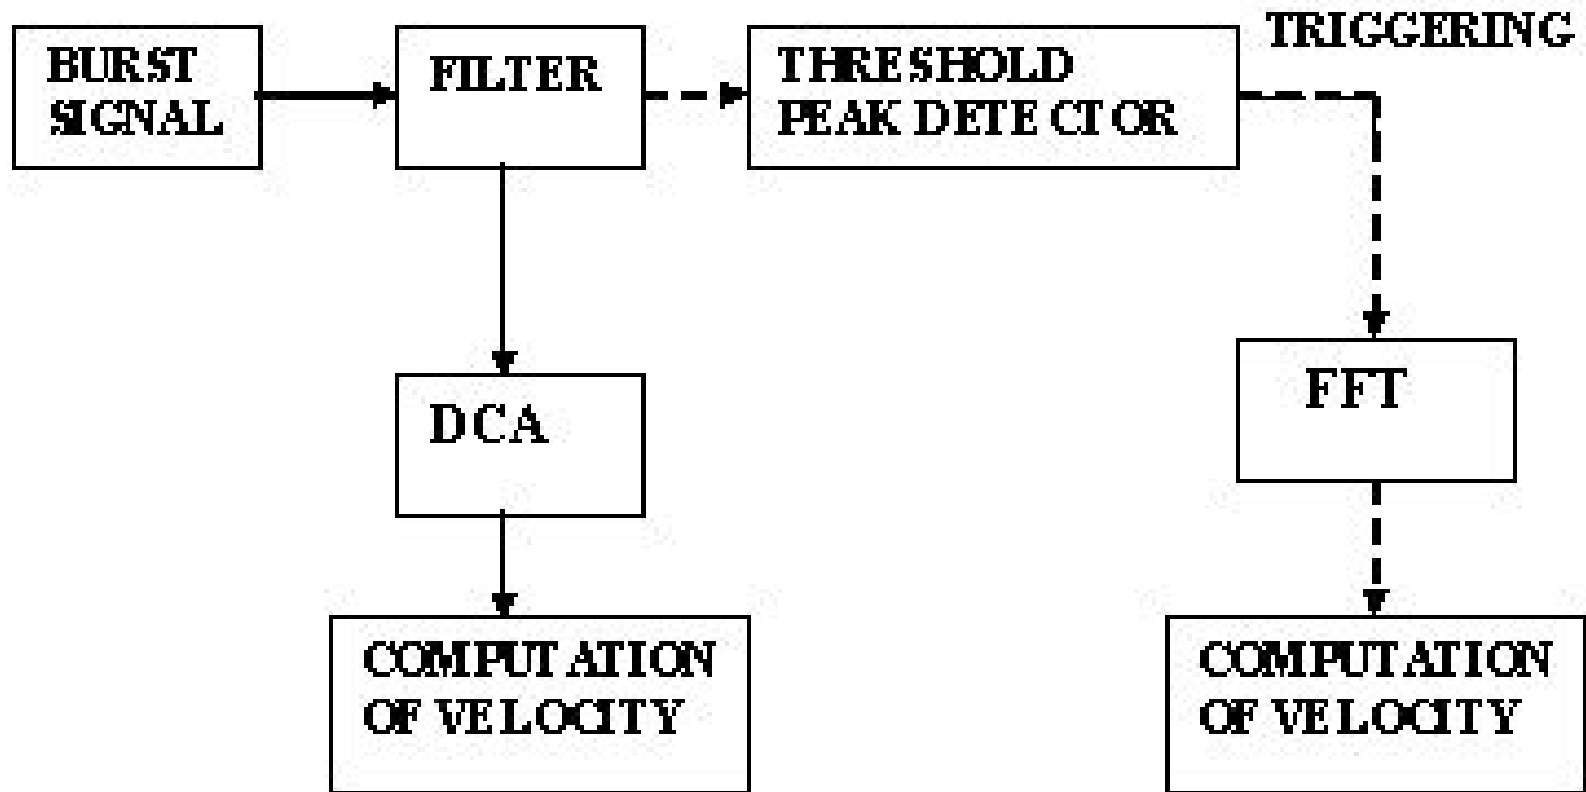 BURST
SIGNAL
FILTER
THRESHOLD
PEAK DETECTOR
TRIGGERING
DCA
FFT
COMPUTATION
OF VELOCITY
COMPUTATION
OF VELOCITY